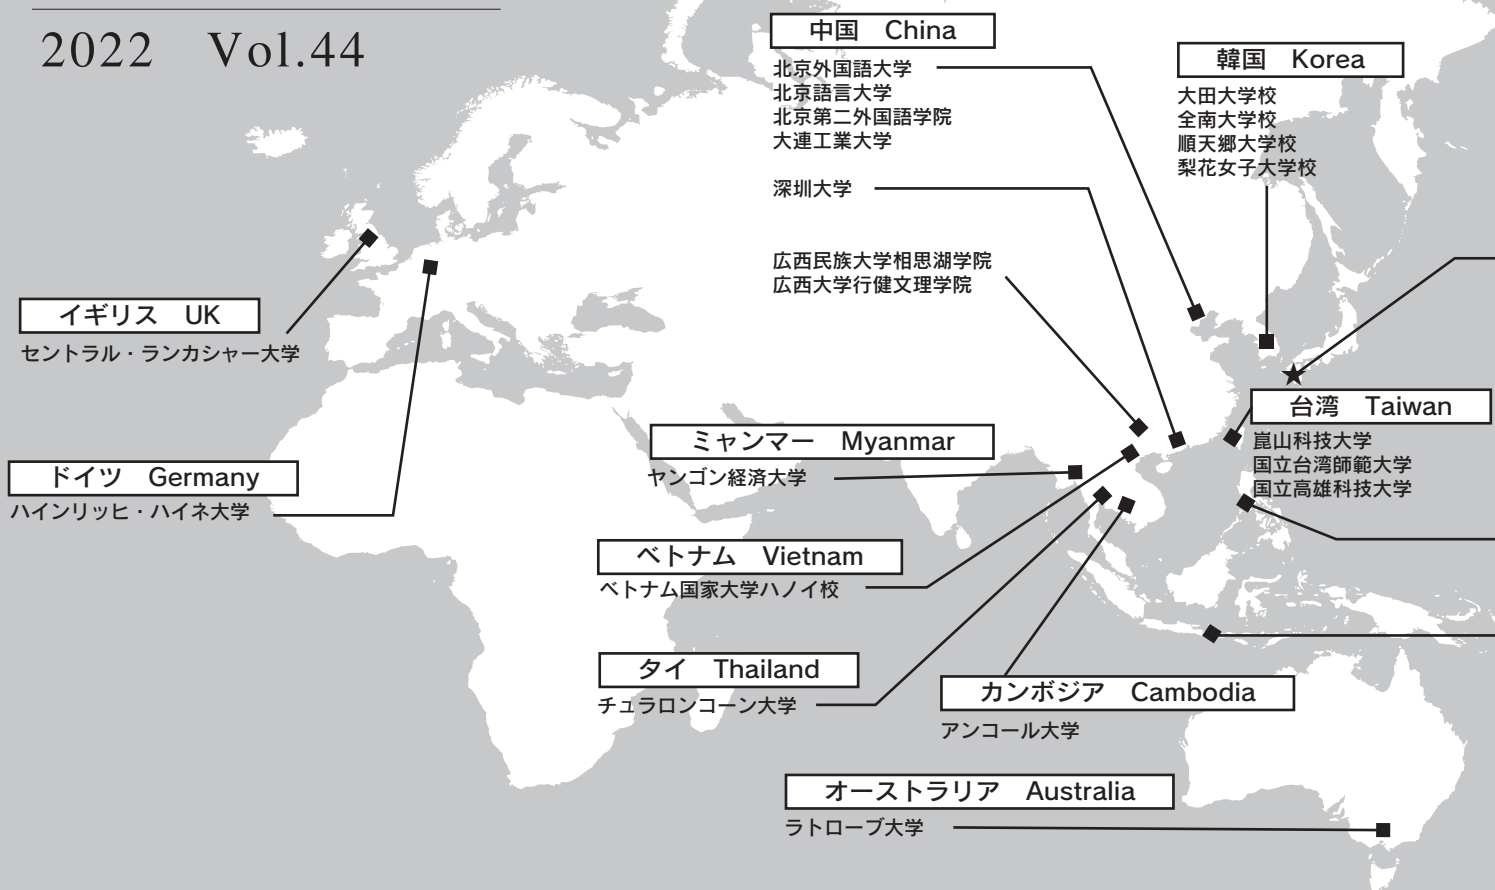 2022　Vol.44
中国　China
北京外国語大学
北京語言大学
北京第二外国語学院
大連工業大学
深圳大学
広西民族大学相思湖学院
広西大学行健文理学院
韓国　Korea
大田大学校
全南大学校
順天郷大学校
梨花女子大学校
イギリス　UK
セントラル・ランカシャー大学
ドイツ　Germany
ハインリッヒ・ハイネ大学
台湾　Taiwan
崑山科技大学
国立台湾師範大学
国立高雄科技大学
ミャンマー　Myanmar
ヤンゴン経済大学
ベトナム　Vietnam
ベトナム国家大学ハノイ校
タイ　Thailand
チュラロンコーン大学
カンボジア　Cambodia
アンコール大学
オーストラリア　Australia
ラトローブ大学